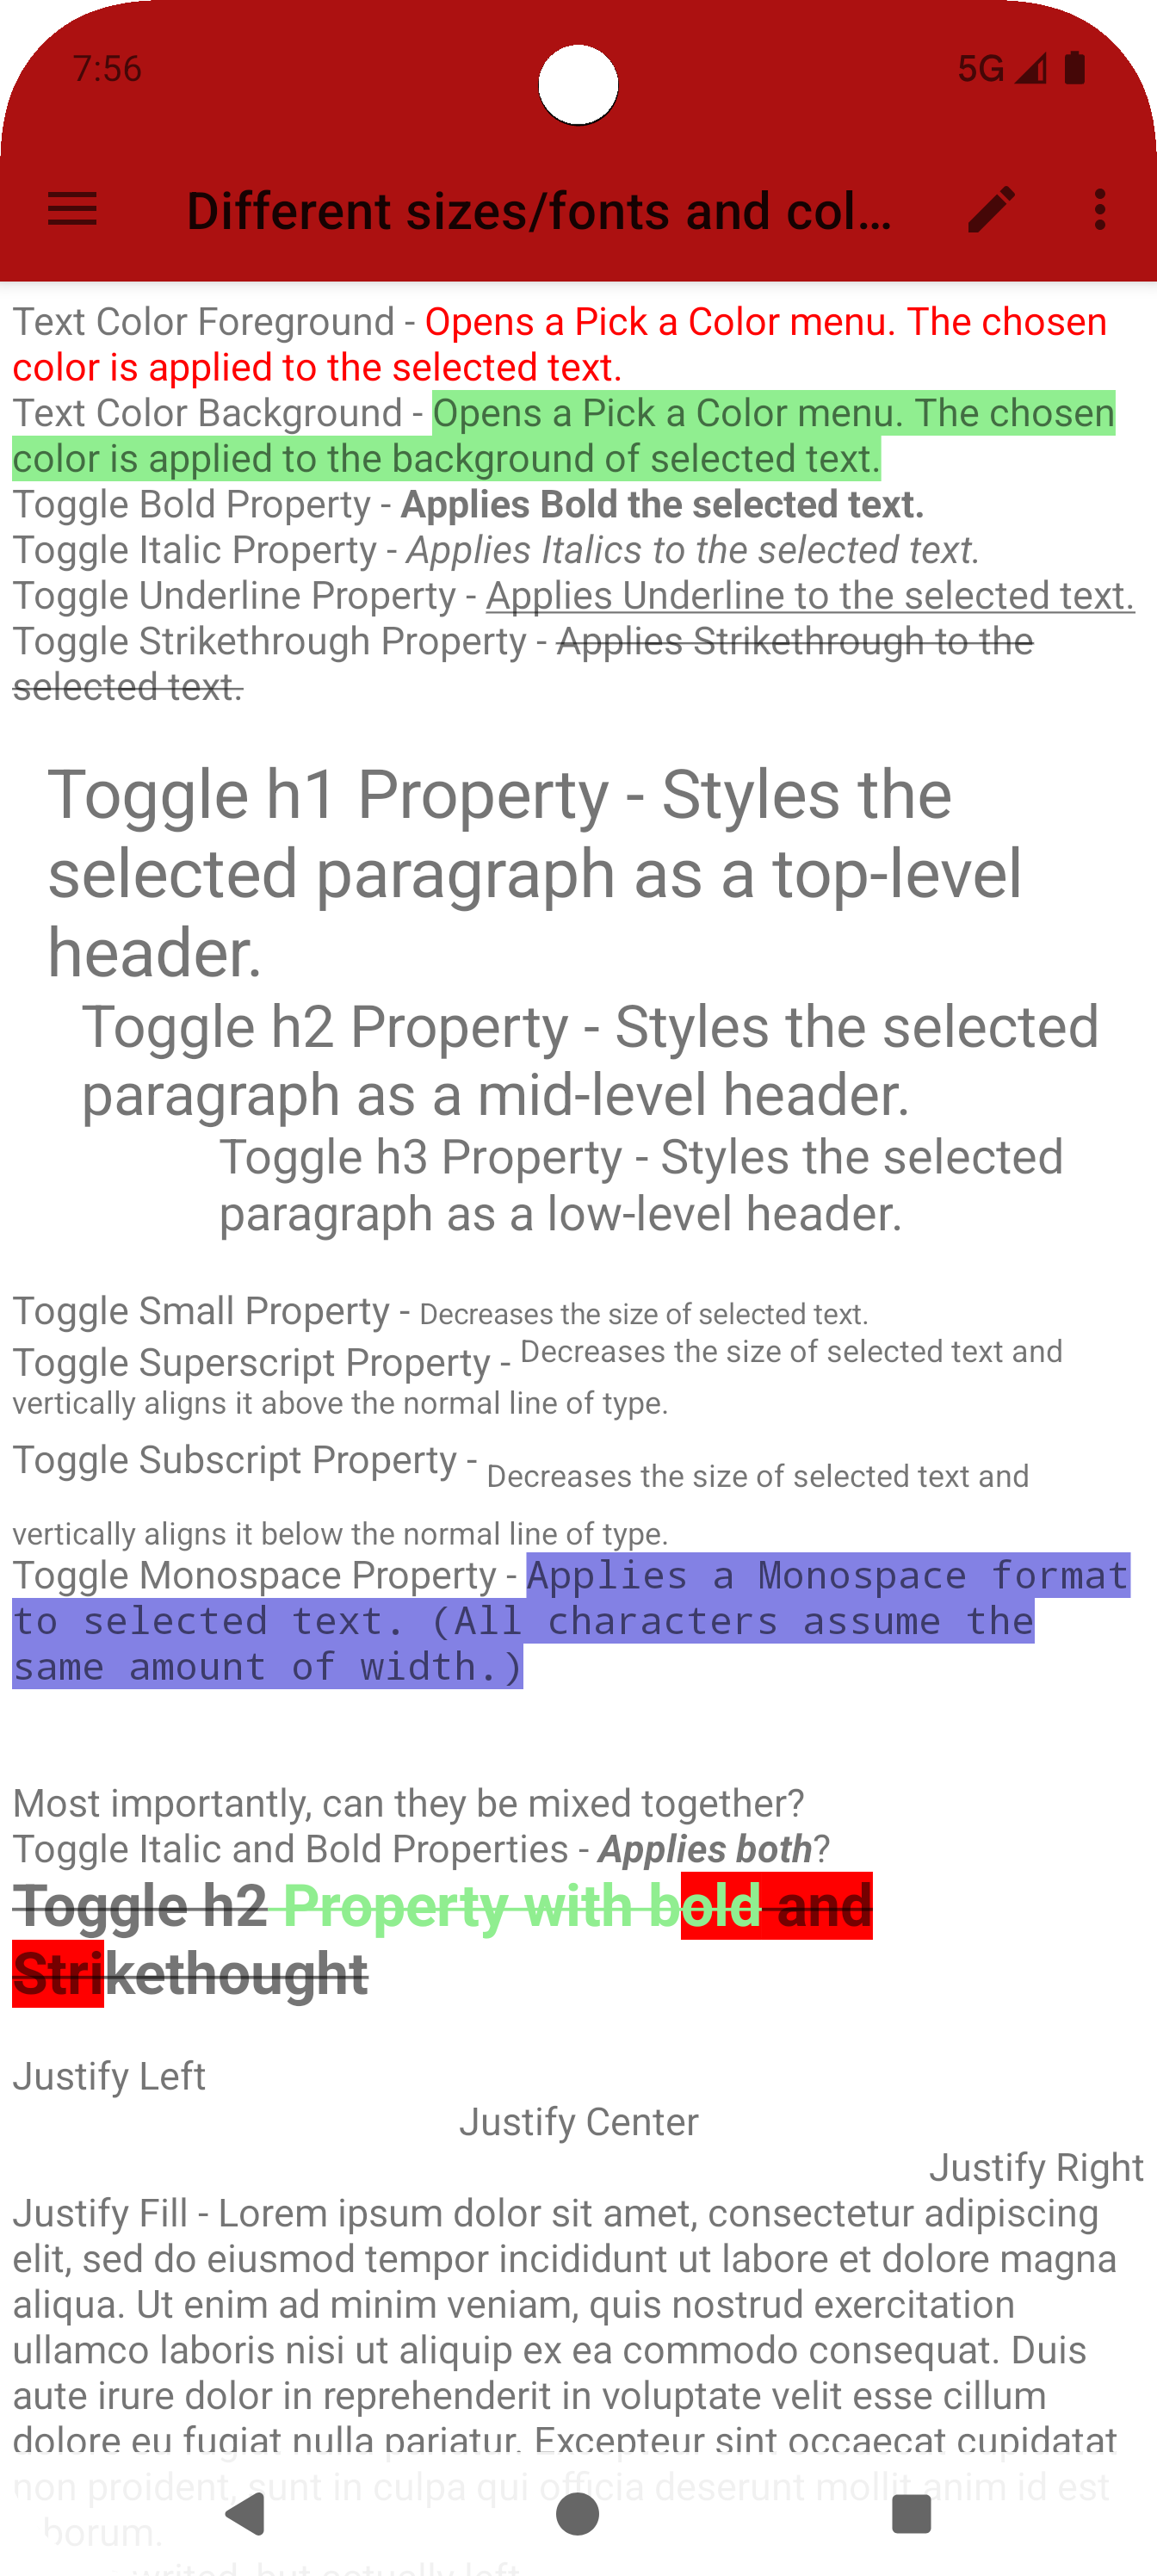 7:56
5G
Different sizes/fonts and col...
Text Color Foreground - Opens a Pick a Color menu. The chosen
color is applied to the selected text.
Text Color Background - Opens a Pick a Color menu. The chosen
color is applied to the background of selected text.
Toggle Bold Property - Applies Bold the selected text.
Toggle Italic Property - Applies Italics to the selected text.
Toggle Underline Property - Applies Underline to the selected text.
Toggle Strikethrough Property - Applies Strikethrough to the
selected text.
Toggle h1 Property - Styles the
selected paragraph as a top-level
header.
Toggle h2 Property - Styles the selected
paragraph as a mid-level header.
Toggle h3 Property - Styles the selected
paragraph as a low-level header.
Toggle Small Property - Decreases the size of selected text.
Toggle Superscript Property - Decreases the size of selected text and
vertically aligns it above the normal line of type.
Toggle Subscript Property - Decreases the size of selected text and
vertically aligns it below the normal line of type.
Toggle Monospace Property - Applies a Monospace format
to selected text. (All characters assume the
same amount of width.)
Most importantly, can they be mixed together?
Toggle Italic and Bold Properties - Applies both?
Toggle h2 Property with bold and
Strikethought
Justify Left
Justify Center
Justify Right
Justify Fill - Lorem ipsum dolor sit amet, consectetur adipiscing
elit, sed do eiusmod tempor incididunt ut labore et dolore magna
aliqua. Ut enim ad minim veniam, quis nostrud exercitation
ullamco laboris nisi ut aliquip ex ea commodo consequat. Duis
aute irure dolor in reprehenderit in voluptate velit esse cillum
dolore eu fugiat nulla pariatur. Excepteur sint occaecat cupidatat
non proident, sunt in culpa qui officia deserunt mollit anim id est
borum.
but actually left